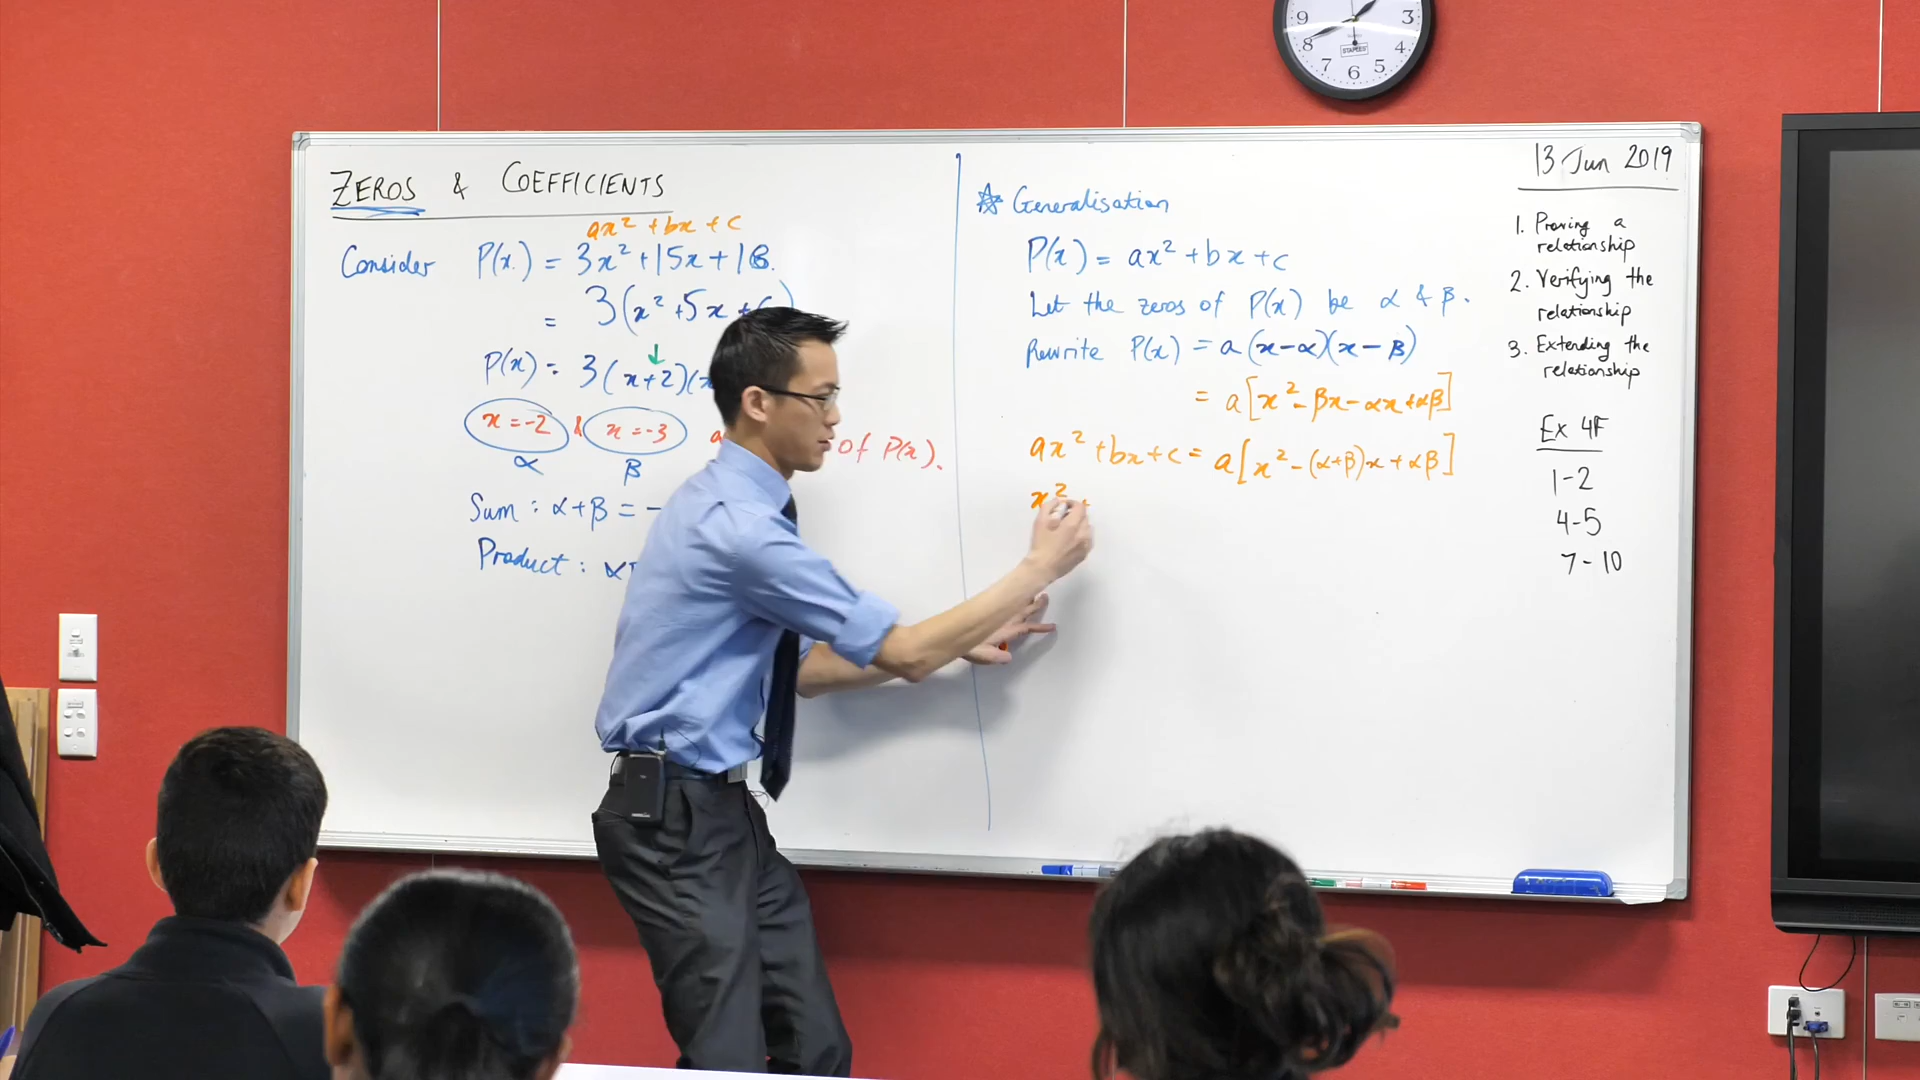 ZEROS & COEFFICIENTS
ax² + bx + c
Consider P(x) = 3x² + 15x + 18.
= 3(x² + 5x +
↓
P(x) = 3(x+2)(x
x = -2 & x = -3 of P(x).
α β
Sum : α + β = -
Product : α
☆ Generalisation
P(x) = ax² + bx + c
Let the zeros of P(x) be α & β.
Rewrite P(x) = a(x-α)(x-β)
= a[x² - βx - αx + αβ]
ax² + bx + c = a[x² - (α+β)x + αβ]
x² +
13 Jun 2019
1. Proving a
relationship
2. Verifying the
relationship
3. Extending the
relationship
Ex 4F
1-2
4-5
7-10
9 3
8 4
7 6 5
STAPLES